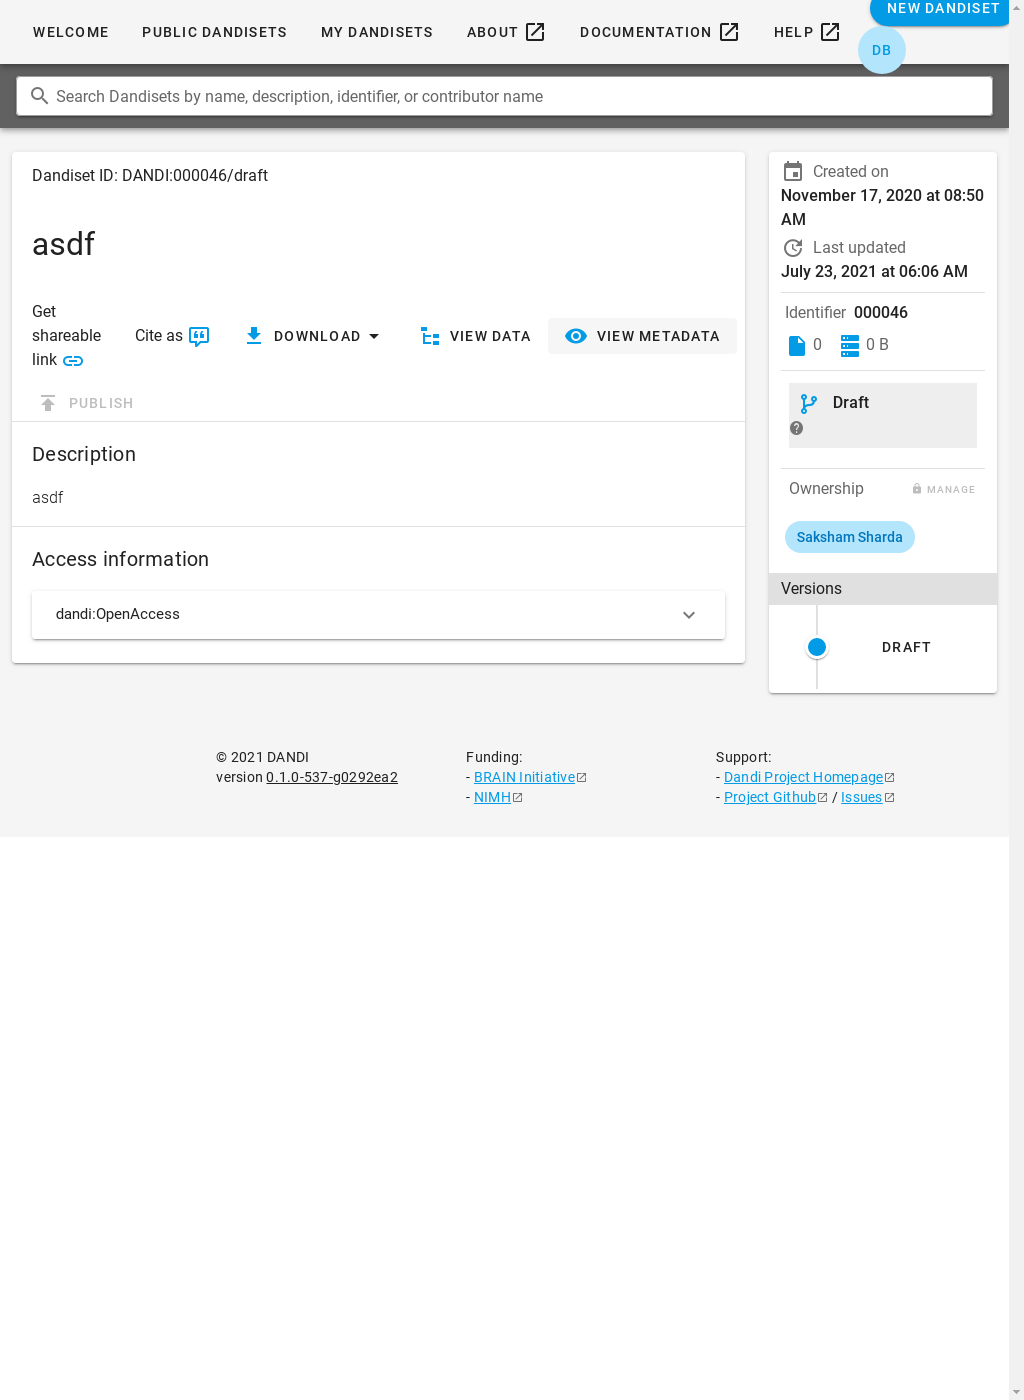 NEW DANDISET
WELCOME PUBLIC DANDISETS MY DANDISETS ABOUT DOCUMENTATION HELP
DB
Search Dandisets by name, description, identifier, or contributor name
Dandiset ID: DANDI:000046/draft
asdf
Get
shareable
link
Cite as
DOWNLOAD
VIEW DATA
VIEW METADATA
PUBLISH
Description
asdf
Access information
dandi:OpenAccess
Created on
November 17, 2020 at 08:50
AM
Last updated
July 23, 2021 at 06:06 AM
Identifier 000046
0 0 B
Draft
Ownership MANAGE
Saksham Sharda
Versions
DRAFT
© 2021 DANDI
version 0.1.0-537-g0292ea2
Funding:
- BRAIN Initiative
- NIMH
Support:
- Dandi Project Homepage
- Project Github / Issues